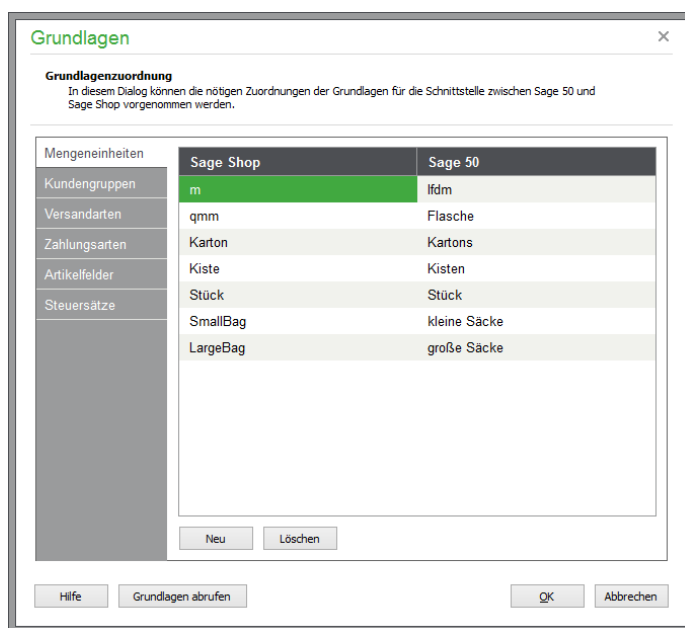 Grundlagen
Grundlagenzuordnung
In diesem Dialog können die nötigen Zuordnungen der Grundlagen für die Schnittstelle zwischen Sage 50 und
Sage Shop vorgenommen werden.
Mengeneinheiten
Kundengruppen
Versandarten
Zahlungsarten
Artikelfelder
Steuersätze
Sage Shop Sage 50
m lfdm
qmm Flasche
Karton Kartons
Kiste Kisten
Stück Stück
SmallBag kleine Säcke
LargeBag große Säcke
Neu Löschen
Hilfe Grundlagen abrufen OK Abbrechen